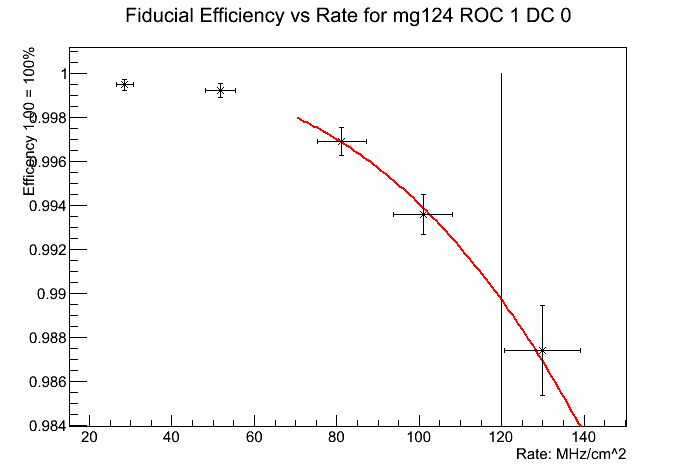 Fiducial Efficiency vs Rate for mg124 ROC 1 DC 0
Efficency 1.00 = 100%
1
0.998
0.996
0.994
0.992
0.99
0.988
0.986
0.984
20 40 60 80 100 120 140
Rate: MHz/cm^2